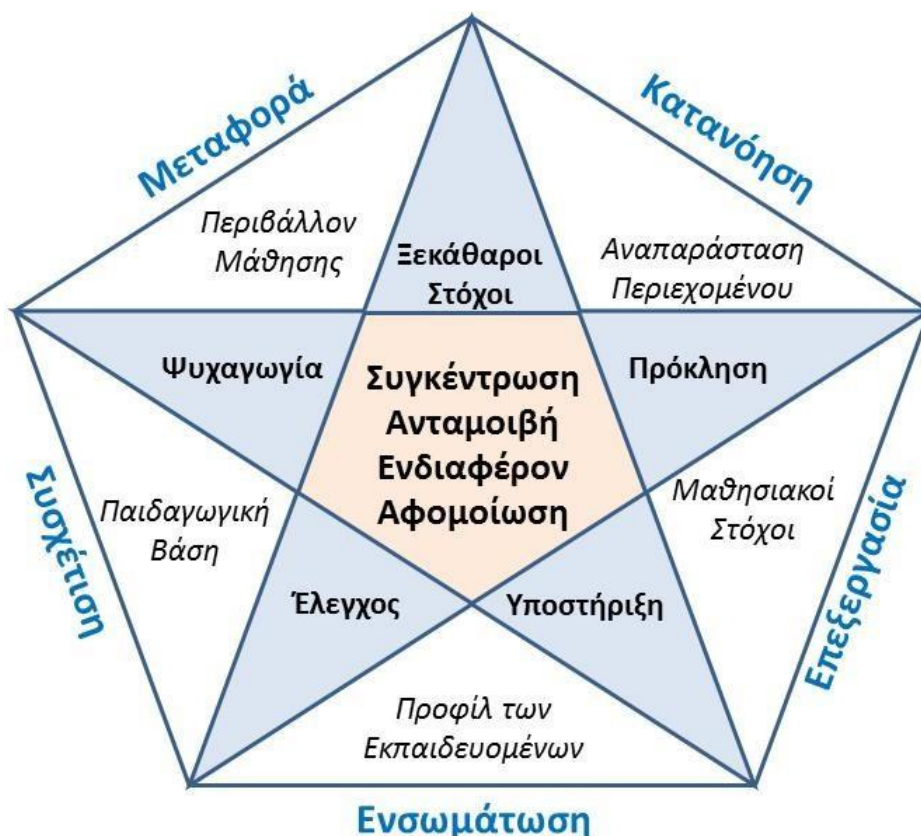 Μεταφορά
Κατανόηση
Περιβάλλον
Μάθησης
Ξεκάθαροι
Στόχοι
Αναπαράσταση
Περιεχομένου
Ψυχαγωγία
Συγκέντρωση
Ανταμοιβή
Ενδιαφέρον
Αφομοίωση
Πρόκληση
Συσχέτιση
Παιδαγωγική
Βάση
Μαθησιακοί
Στόχοι
Επεξεργασία
Έλεγχος
Υποστήριξη
Προφίλ των
Εκπαιδευομένων
Ενσωμάτωση